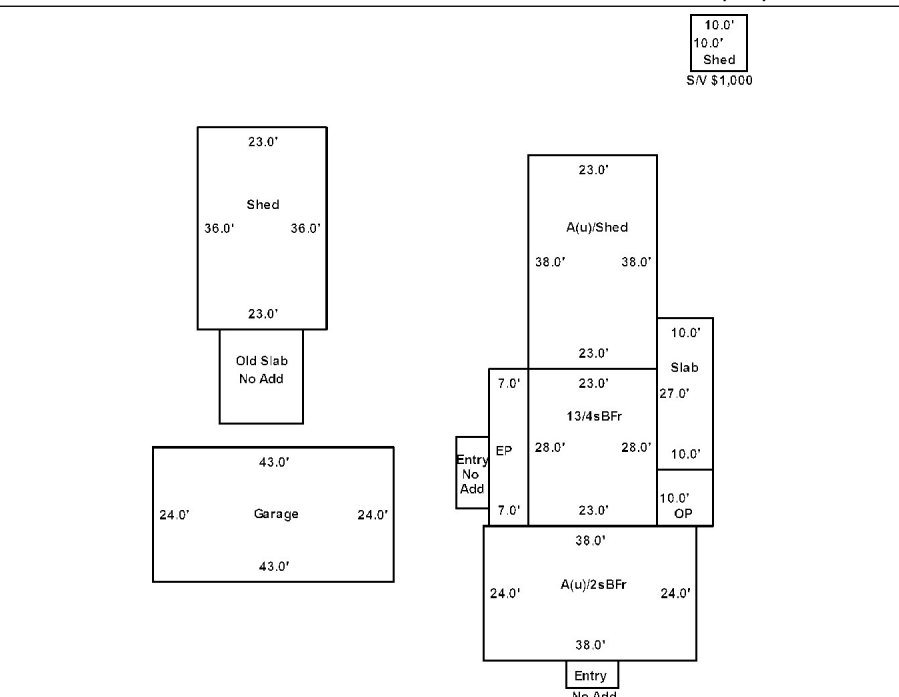 10.0'
10.0'
Shed
S/V $1,000
23.0'
Shed
36.0' 36.0'
23.0'
Old Slab
No Add
43.0'
24.0' Garage 24.0'
43.0'
23.0'
A(u)/Shed
38.0' 38.0'
23.0'
10.0'
Slab
27.0'
10.0'
7.0'
EP
7.0'
23.0'
13/4sBFr
28.0' 28.0'
23.0'
Entry
No
Add
10.0'
OP
38.0'
A(u)/2sBFr
24.0' 24.0'
38.0'
Entry
No Add